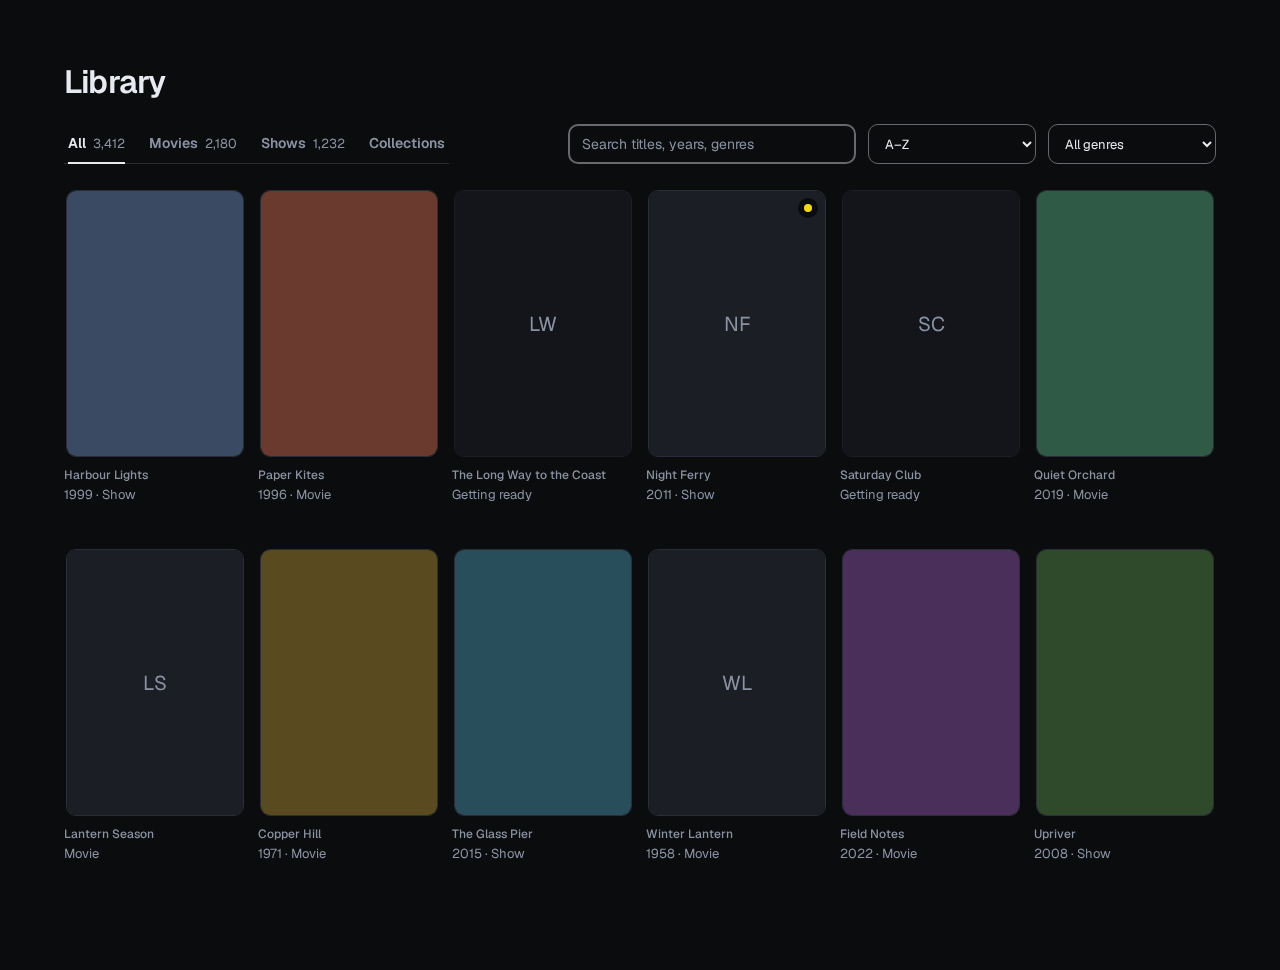 Library
All 3,412 Movies 2,180 Shows 1,232 Collections
Search titles, years, genres
A–Z
All genres
LW
NF
SC
Harbour Lights
1999 · Show
Paper Kites
1996 · Movie
The Long Way to the Coast
Getting ready
Night Ferry
2011 · Show
Saturday Club
Getting ready
Quiet Orchard
2019 · Movie
LS
WL
Lantern Season
Movie
Copper Hill
1971 · Movie
The Glass Pier
2015 · Show
Winter Lantern
1958 · Movie
Field Notes
2022 · Movie
Upriver
2008 · Show